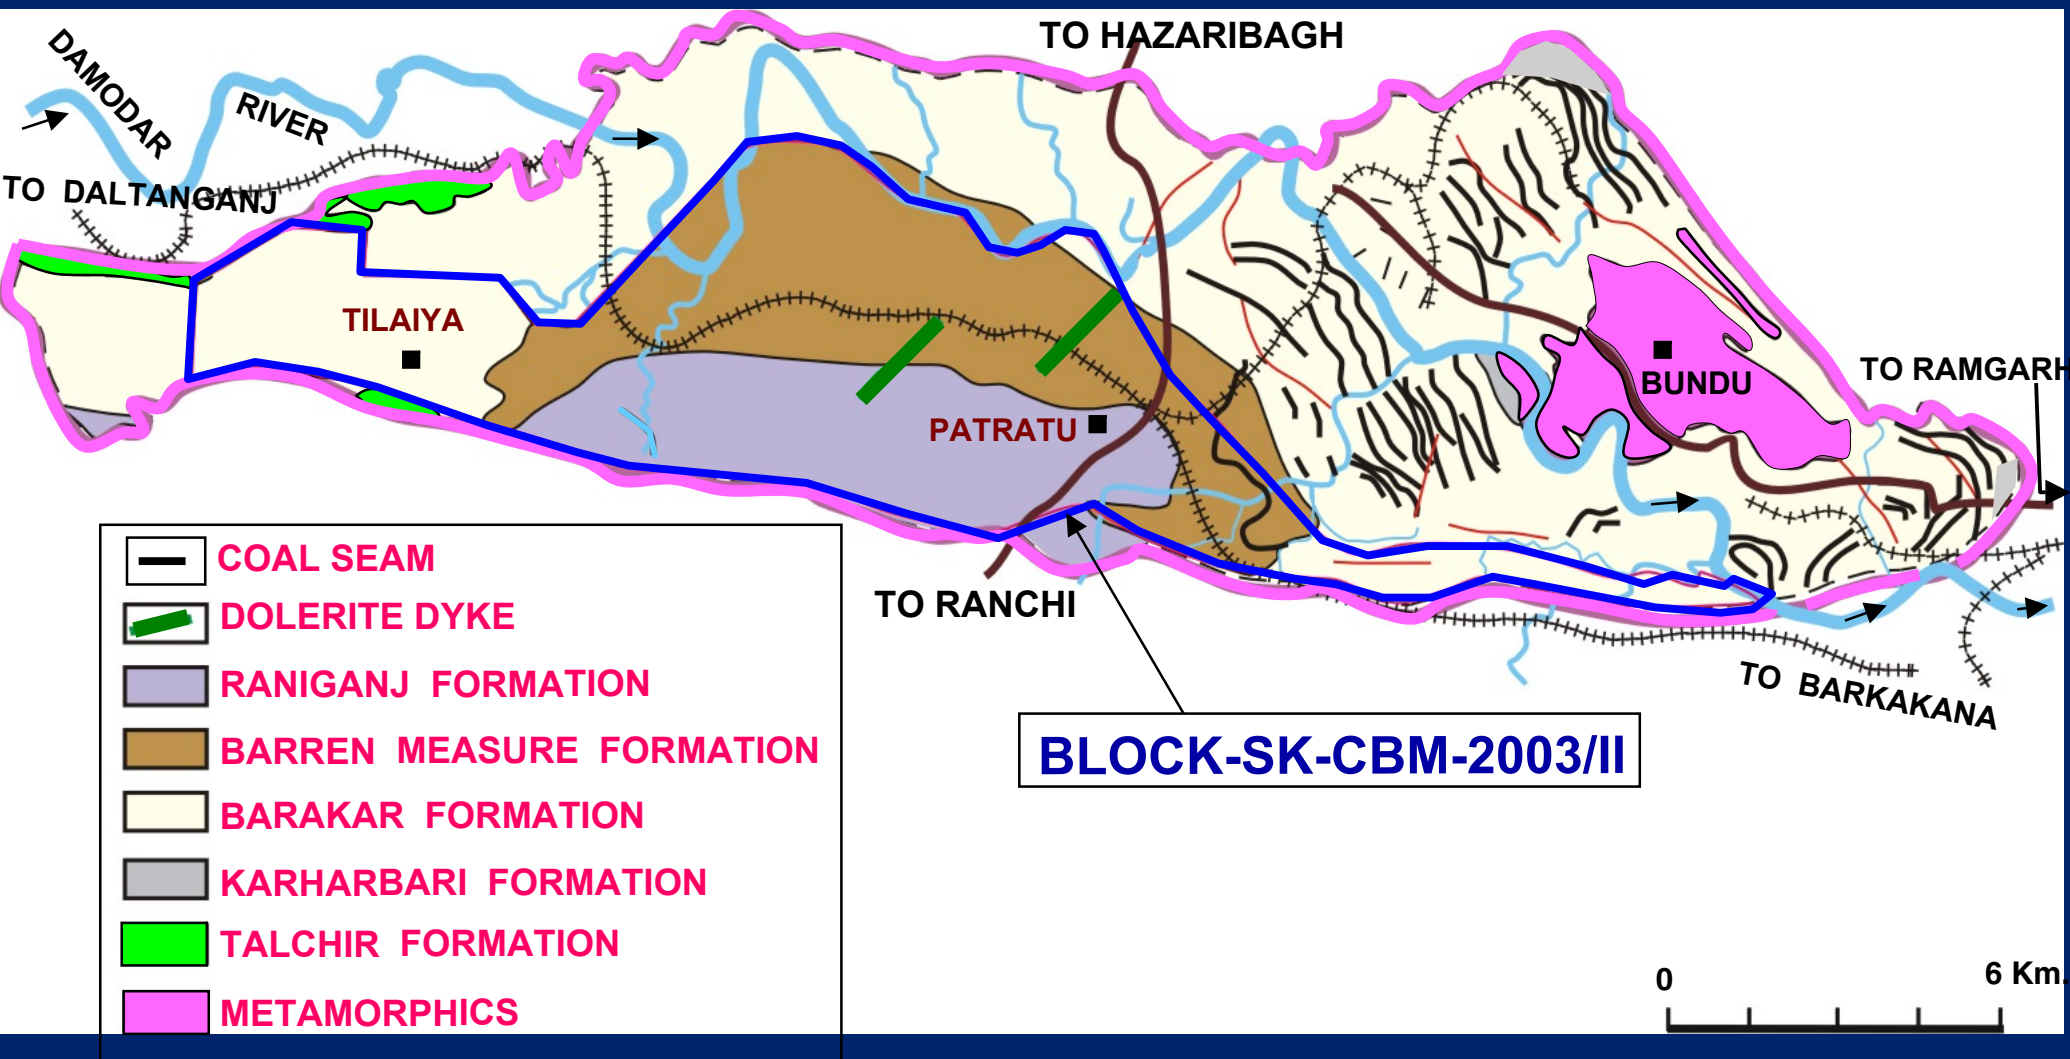 TO HAZARIBAGH
DAMODAR
RIVER
TO DALTANGANJ
TILAIYA
BUNDU
TO RAMGARH
PATRATU
TO RANCHI
TO BARKAKANA
BLOCK-SK-CBM-2003/II
COAL SEAM
DOLERITE DYKE
RANIGANJ FORMATION
BARREN MEASURE FORMATION
BARAKAR FORMATION
KARHARBARI FORMATION
TALCHIR FORMATION
METAMORPHICS
0 6 Km.